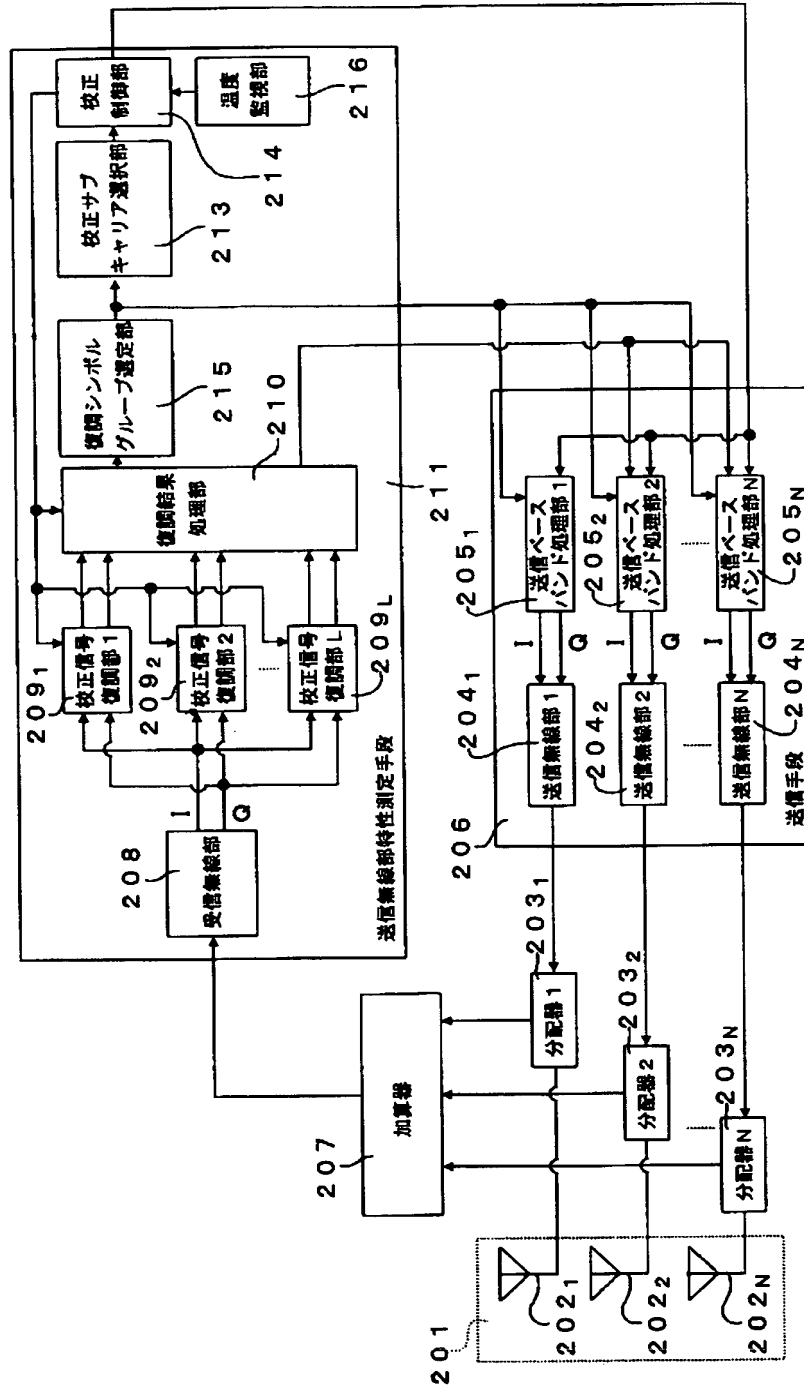 201
202₁
202₂
202N
207
加算器
分配器1
203₁
分配器2
203₂
分配器N
203N
208
受信無線部
I
Q
209₁
校正信号
復調部1
209₂
校正信号
復調部2
校正信号
復調部L
209L
復調結果
処理部
210
211
復調シンボル
グループ選定部
215
校正サブ
キャリア選択部
213
校正
制御部
214
温度
監視部
216
送信無線部特性測定手段
206
204₁
送信無線部1
204₂
送信無線部2
送信無線部N
204N
I
Q
I
Q
I
Q
205₁
送信ベース
バンド処理部1
205₂
送信ベース
バンド処理部2
送信ベース
バンド処理部N
205N
送信手段